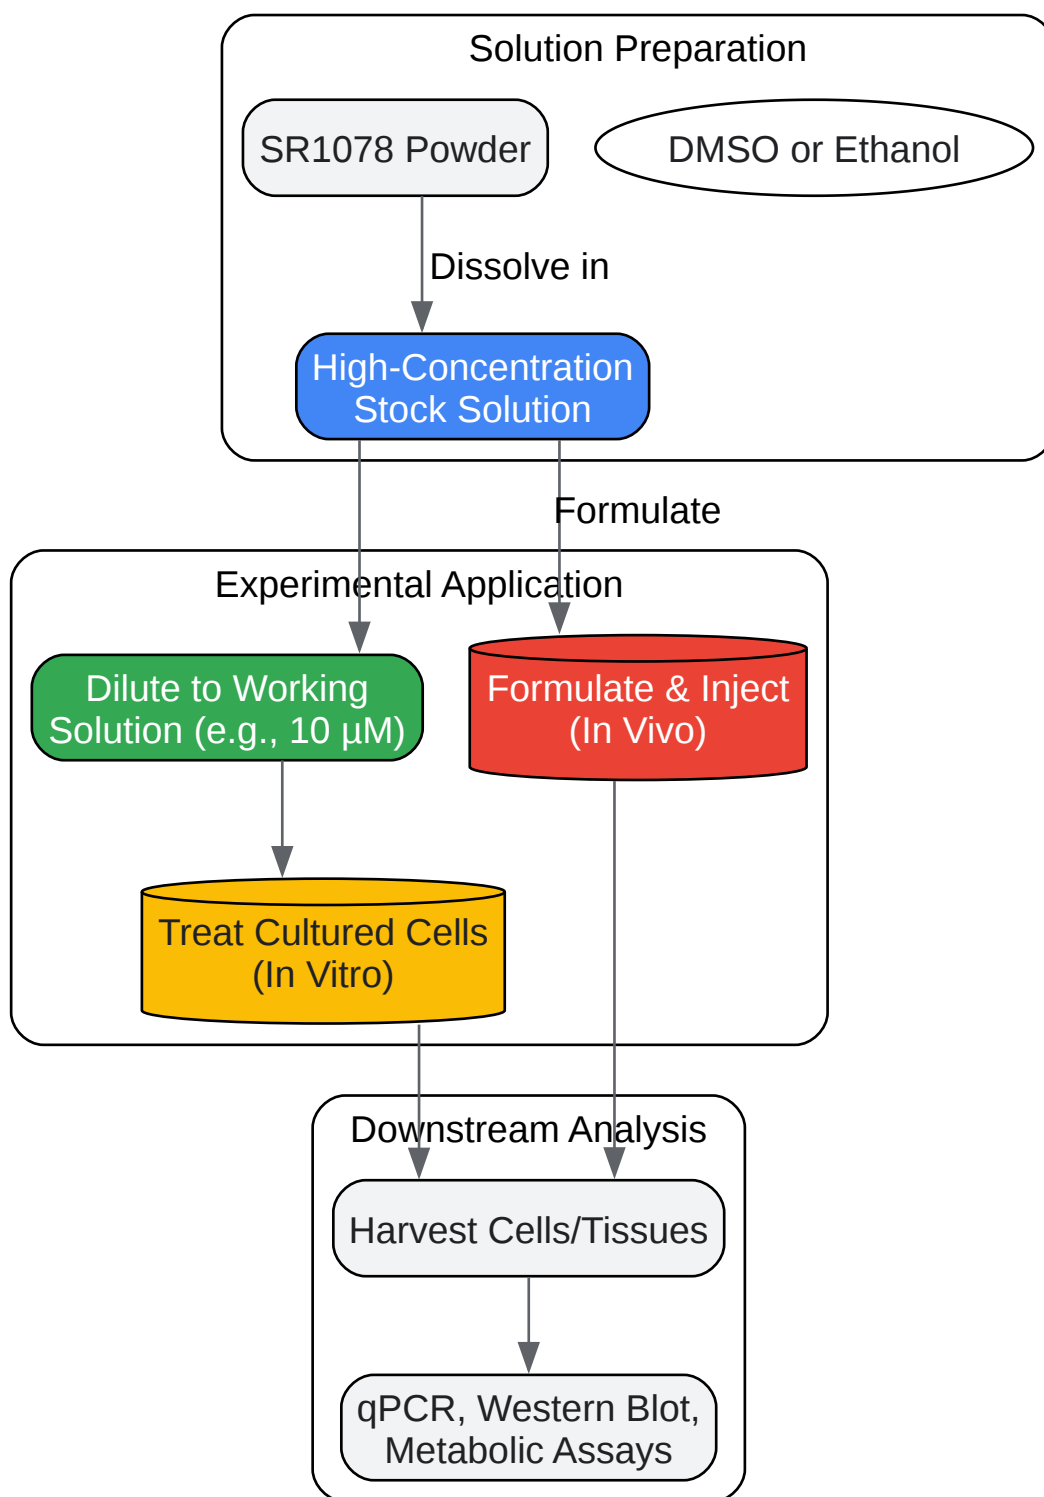 Solution Preparation
SR1078 Powder
DMSO or Ethanol
Dissolve in
High-Concentration
Stock Solution
Formulate
Experimental Application
Dilute to Working
Solution (e.g., 10 µM)
Formulate & Inject
(In Vivo)
Treat Cultured Cells
(In Vitro)
Downstream Analysis
Harvest Cells/Tissues
qPCR, Western Blot,
Metabolic Assays